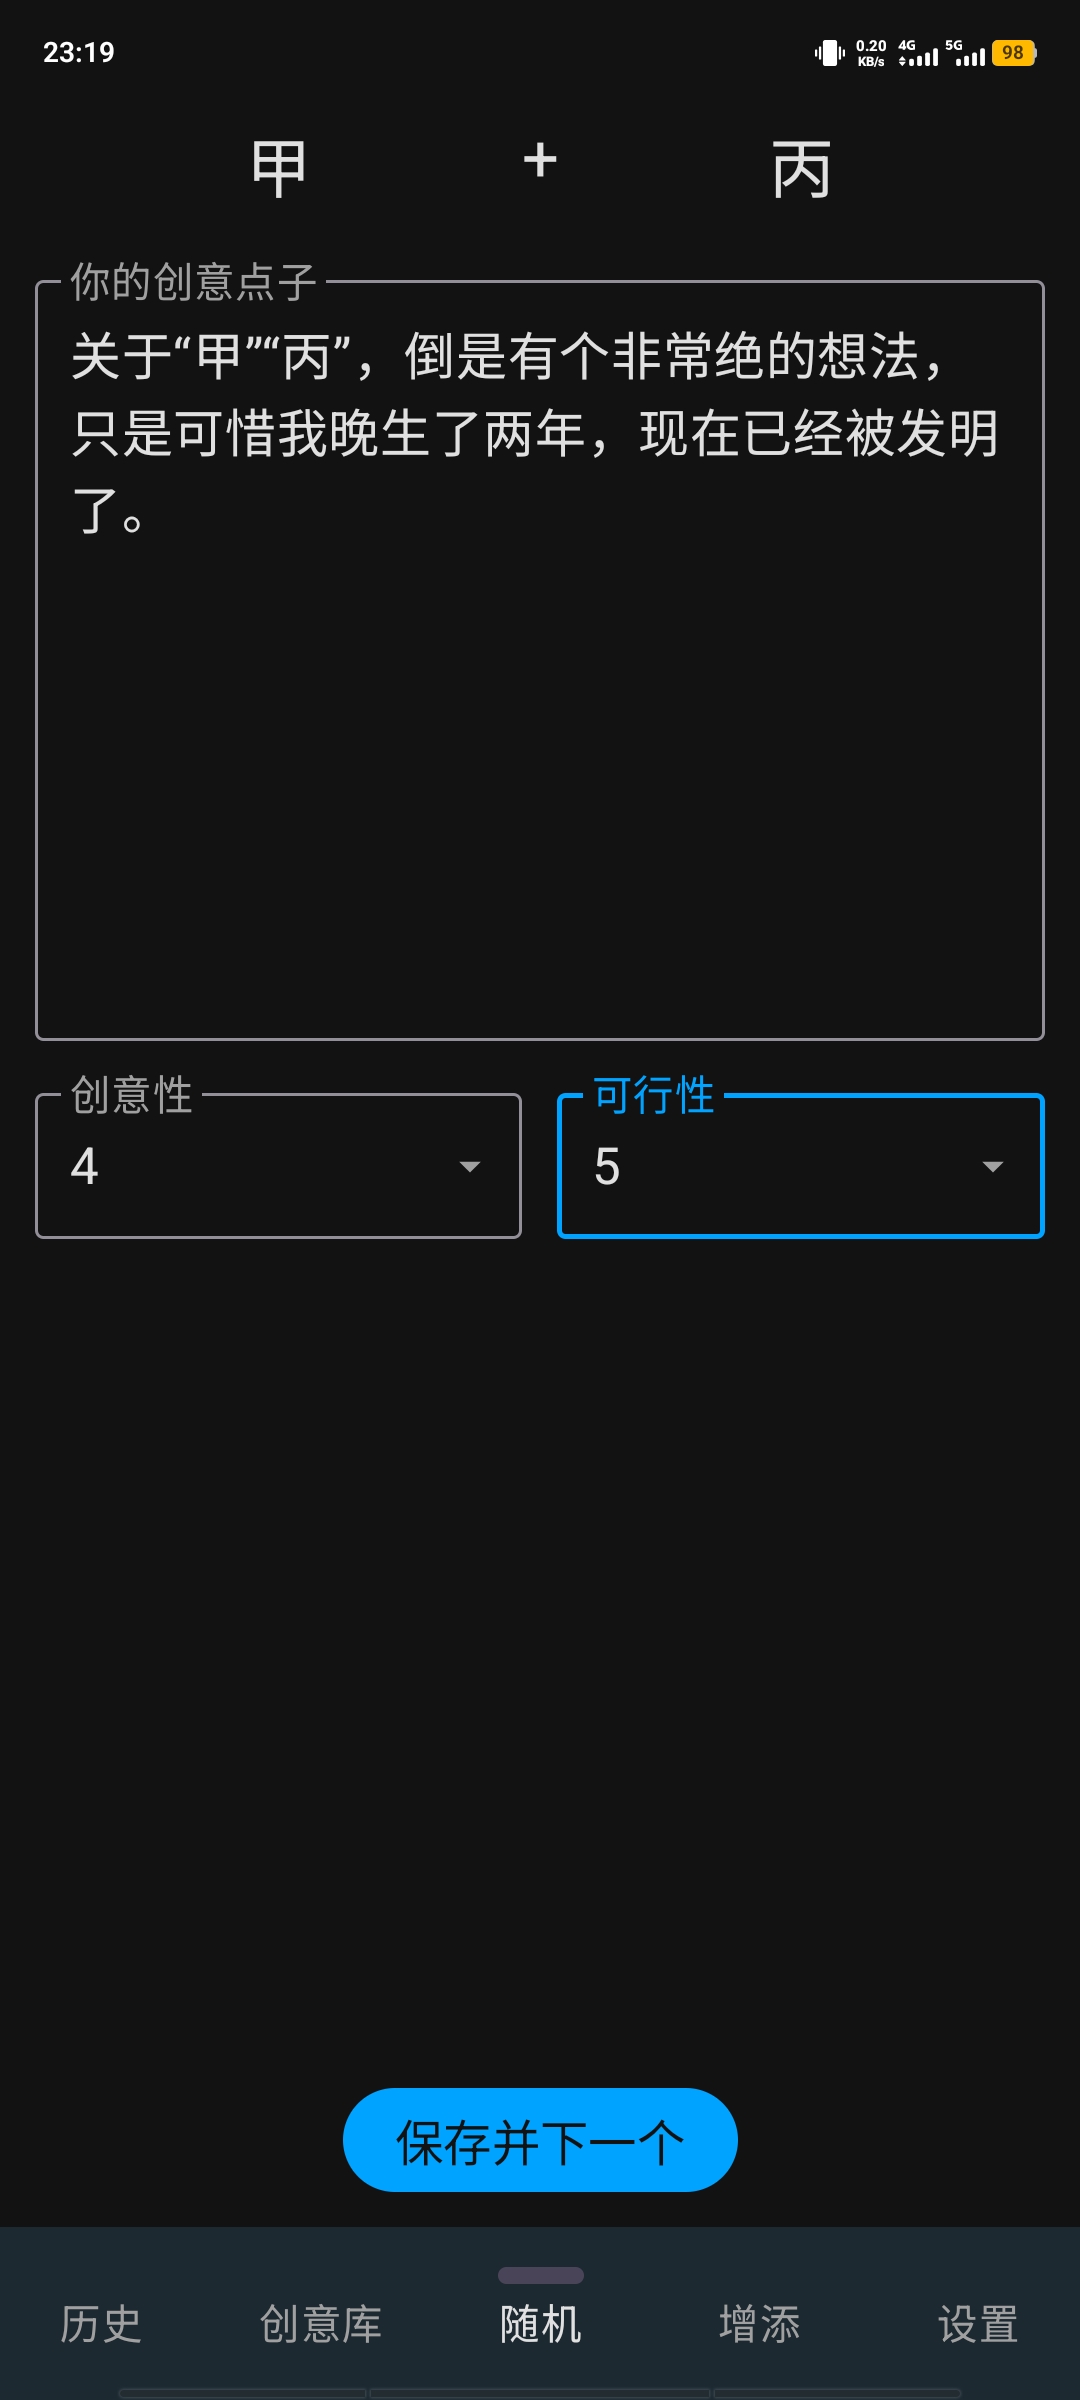 23:19
0.20 KB/s 4G 5G 98
甲 + 丙
你的创意点子
关于“甲”“丙”，倒是有个非常绝的想法，
只是可惜我晚生了两年，现在已经被发明
了。
创意性 可行性
4 5
保存并下一个
历史 创意库 随机 增添 设置